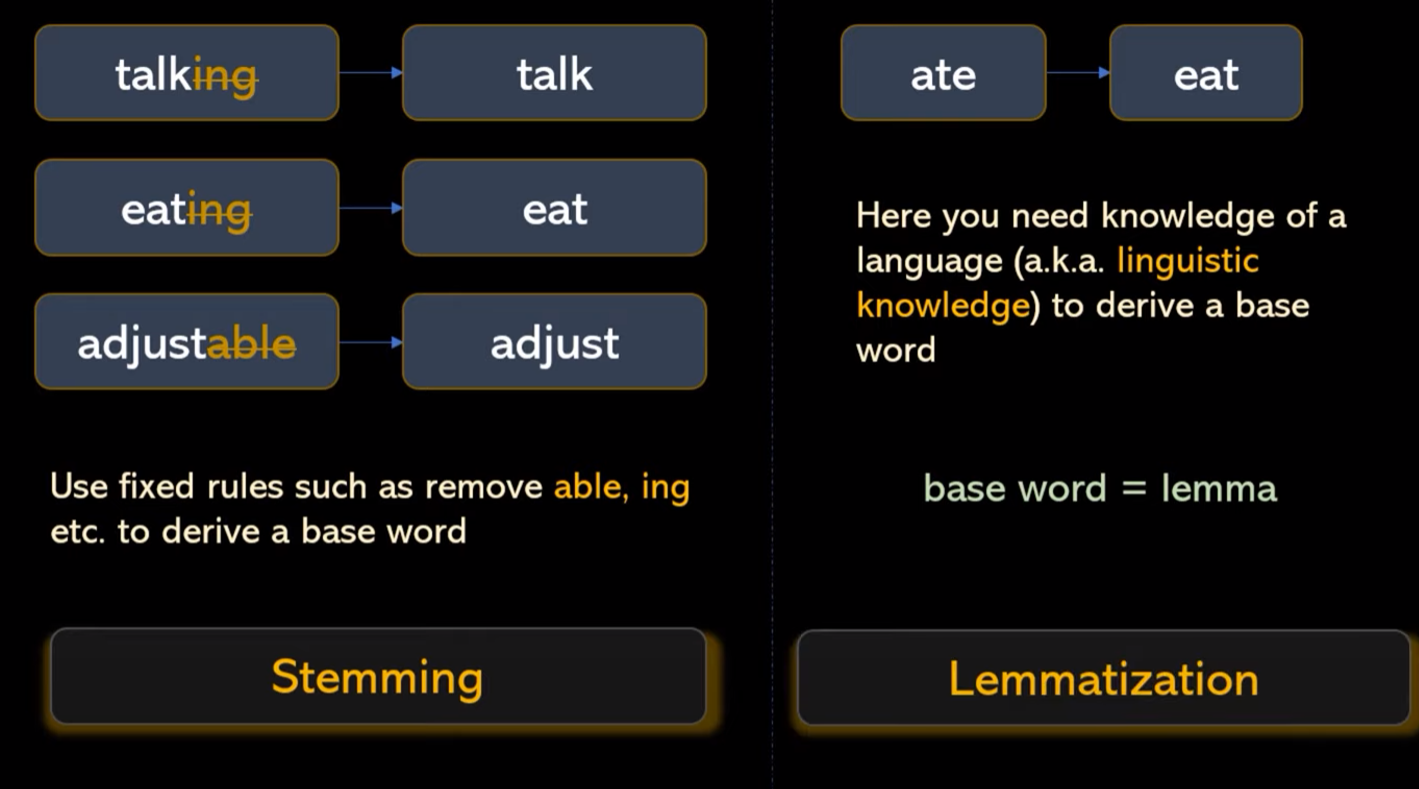 talking
talk
eating
eat
adjustable
adjust
Use fixed rules such as remove able, ing
etc. to derive a base word
Stemming
ate
eat
Here you need knowledge of a
language (a.k.a. linguistic
knowledge) to derive a base
word
base word = lemma
Lemmatization